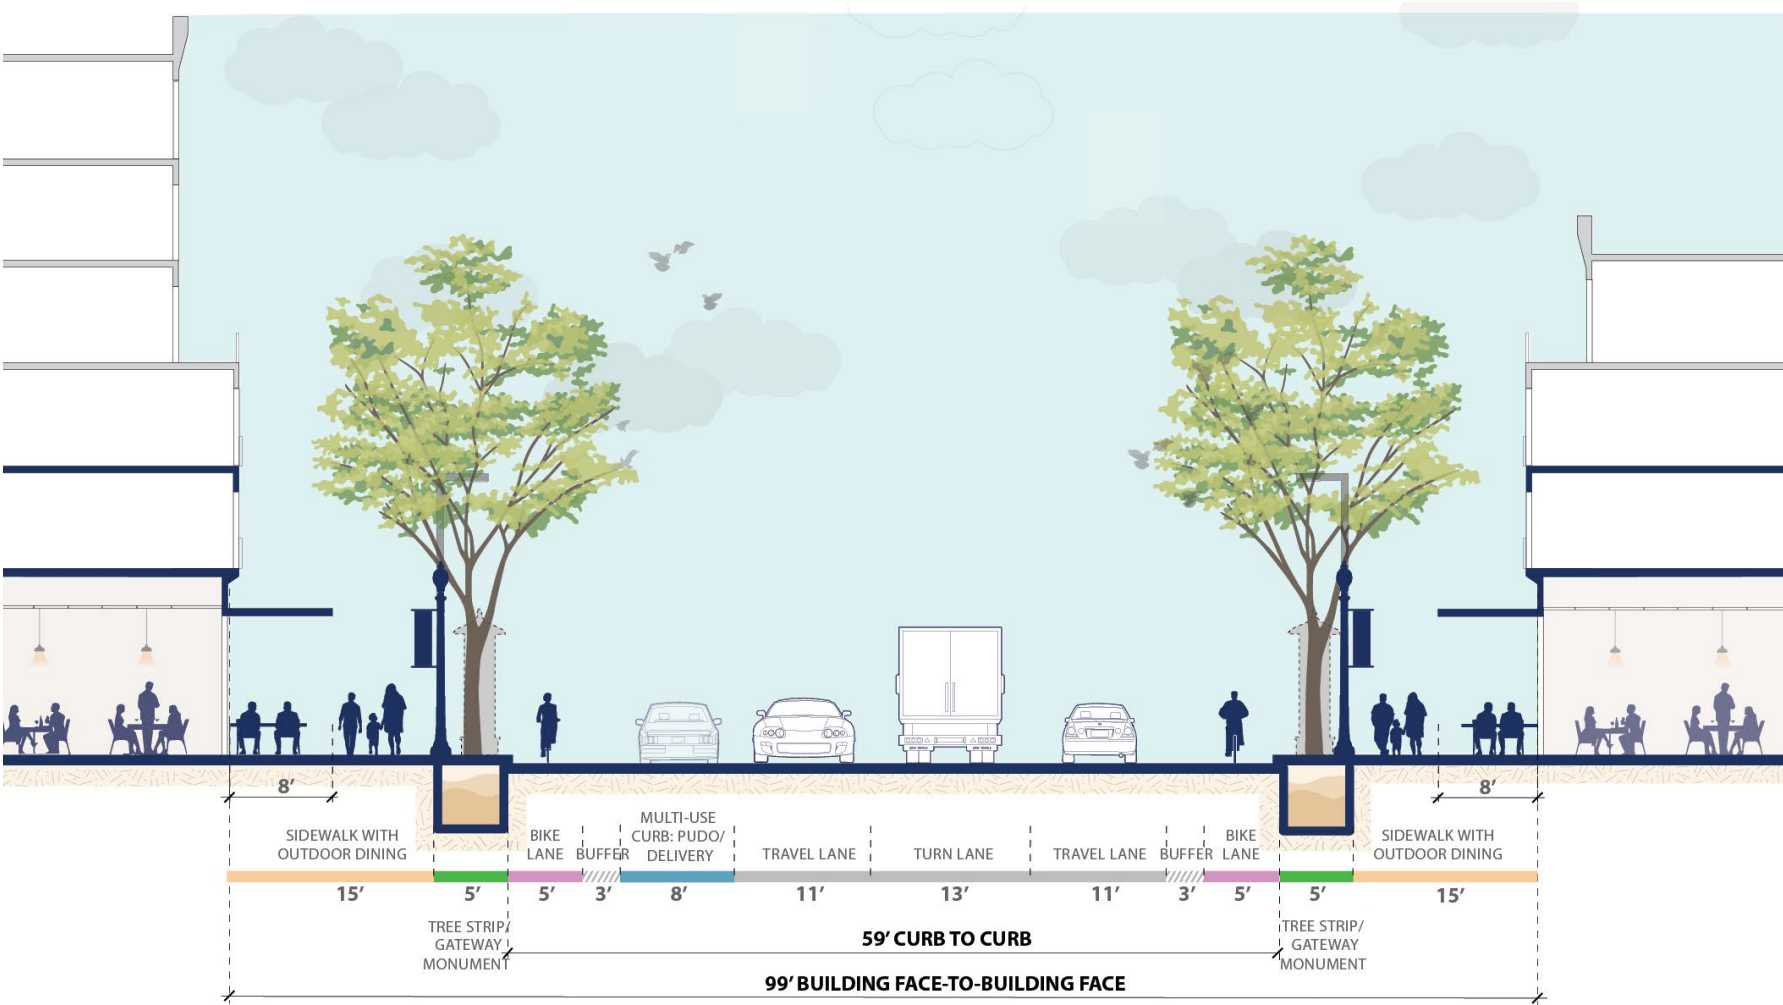 8’
8’
SIDEWALK WITH
OUTDOOR DINING
BIKE
LANE
BUFFER
MULTI-USE
CURB: PUDO/
DELIVERY
TRAVEL LANE
TURN LANE
TRAVEL LANE
BUFFER
BIKE
LANE
SIDEWALK WITH
OUTDOOR DINING
15’
5’
5’
3’
8’
11’
13’
11’
3’
5’
5’
15’
TREE STRIP/
GATEWAY
MONUMENT
TREE STRIP/
GATEWAY
MONUMENT
59’ CURB TO CURB
99’ BUILDING FACE-TO-BUILDING FACE